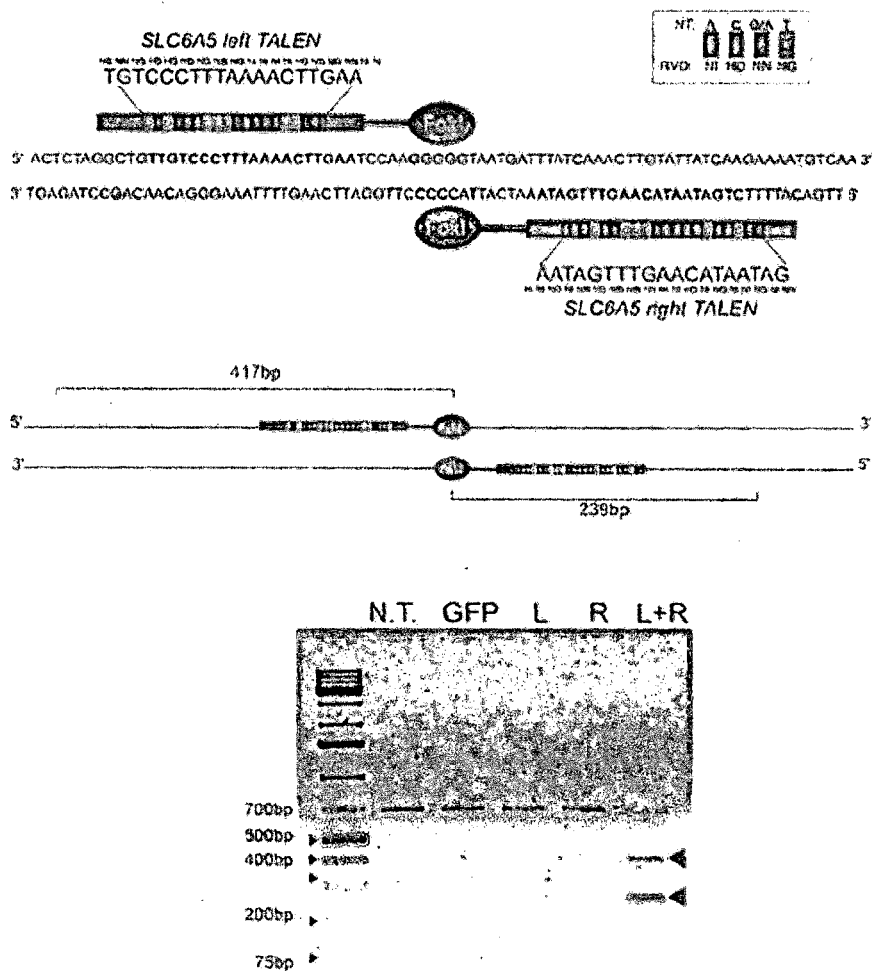 SLC6A5 left TALEN
TGTCCCTTTAAAACTTGAA
NT: A C G/A T
RVD: NI HD NN NG
FokI
5' ACTCTAGGCTGTTGTCCCTTTAAAACTTGAATCCAAGGGGGTAATGATTTATCAAACTTGTATTATCAAGAAAATGTCAA 3'
3' TGAGATCCGACAACAGGGAAATTTTGAACTTAGGTTCCCCCATTACTAAATAGTTTGAACATAATAGTCTTTTACAGTT 5'
FokI
AATAGTTTGAACATAATAG
SLC6A5 right TALEN
417bp
5' 3'
3' 5'
239bp
N.T. GFP L R L+R
700bp
500bp
400bp
200bp
75bp